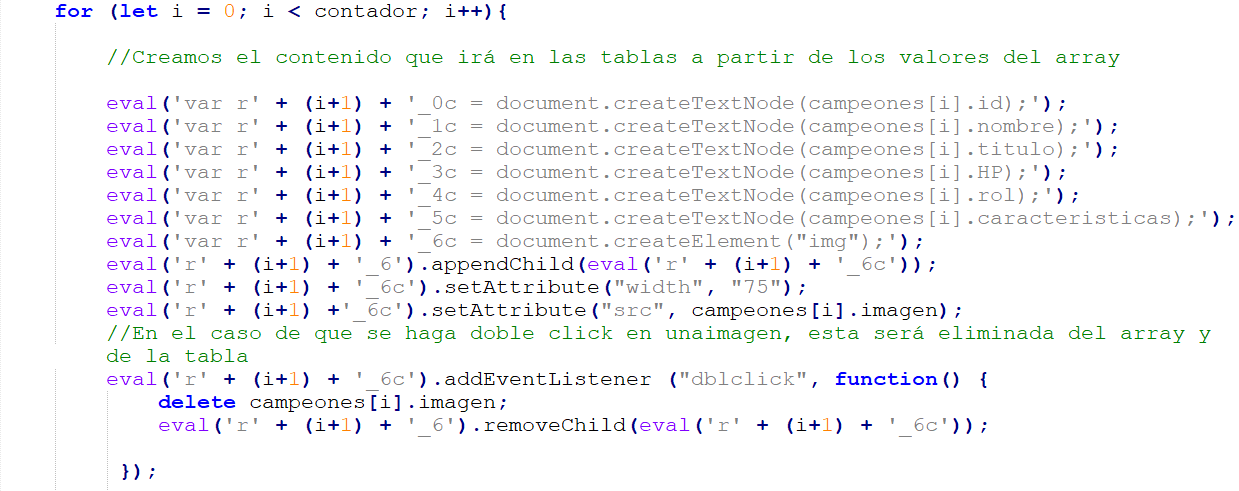 for (let i = 0; i < contador; i++){
//Creamos el contenido que irá en las tablas a partir de los valores del array
eval('var r' + (i+1) + '_0c = document.createTextNode(campeones[i].id);');
eval('var r' + (i+1) + '_1c = document.createTextNode(campeones[i].nombre);');
eval('var r' + (i+1) + '_2c = document.createTextNode(campeones[i].titulo);');
eval('var r' + (i+1) + '_3c = document.createTextNode(campeones[i].HP);');
eval('var r' + (i+1) + '_4c = document.createTextNode(campeones[i].rol);');
eval('var r' + (i+1) + '_5c = document.createTextNode(campeones[i].caracteristicas);');
eval('var r' + (i+1) + '_6c = document.createElement("img");');
eval('r' + (i+1) + '_6').appendChild(eval('r' + (i+1) + '_6c'));
eval('r' + (i+1) + '_6c').setAttribute("width", "75");
eval('r' + (i+1) +'_6c').setAttribute("src", campeones[i].imagen);
//En el caso de que se haga doble click en unaimagen, esta será eliminada del array y
de la tabla
eval('r' + (i+1) + '_6c').addEventListener ("dblclick", function() {
delete campeones[i].imagen;
eval('r' + (i+1) + '_6').removeChild(eval('r' + (i+1) + '_6c'));
});